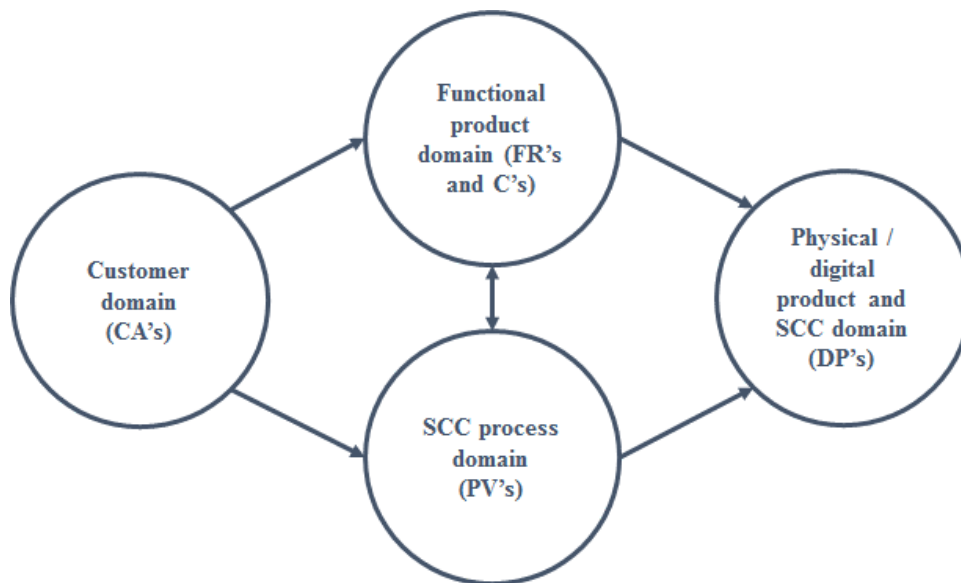 Functional
product
domain (FR's
and C's)
Customer
domain
(CA's)
Physical /
digital
product and
SCC domain
(DP's)
SCC process
domain
(PV's)